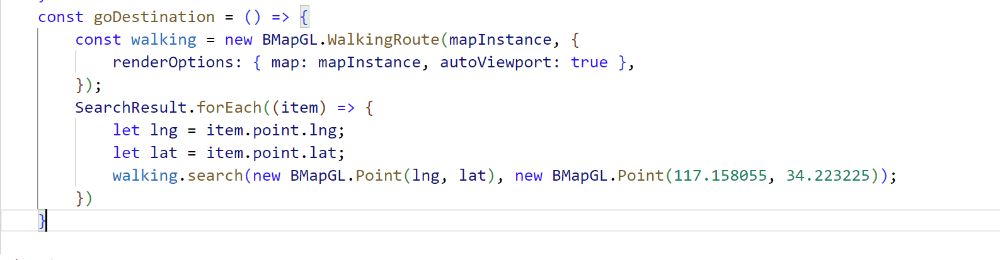 const goDestination = () => {
    const walking = new BMapGL.WalkingRoute(mapInstance, {
        renderOptions: { map: mapInstance, autoViewport: true },
    });
    SearchResult.forEach((item) => {
        let lng = item.point.lng;
        let lat = item.point.lat;
        walking.search(new BMapGL.Point(lng, lat), new BMapGL.Point(117.158055, 34.223225));
    })
}